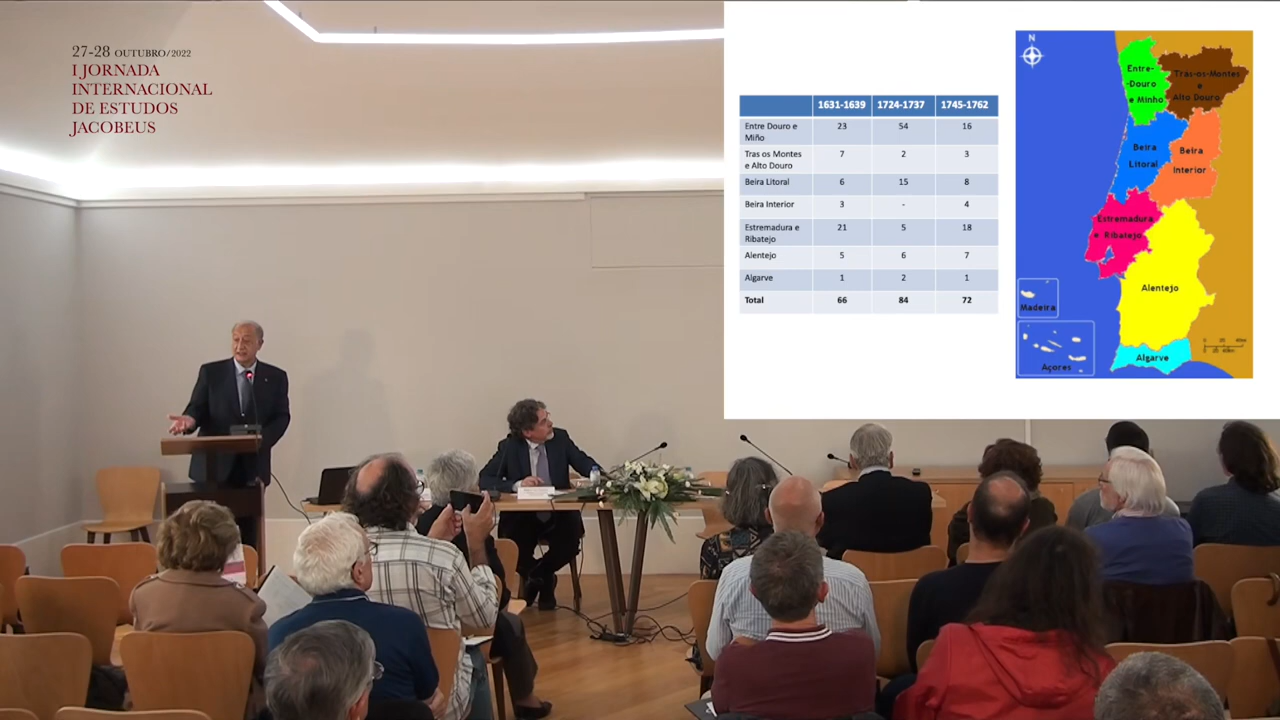 27-28 OUTUBRO/2022
I JORNADA
INTERNACIONAL
DE ESTUDOS
JACOBEUS
1631-1639 1724-1737 1745-1762
Entre Douro e
Miño
23 54 16
Tras os Montes
e Alto Douro
7 2 3
Beira Litoral 6 15 8
Beira Interior 3 - 4
Estremadura e
Ribatejo
21 5 18
Alentejo 5 6 7
Algarve 1 2 1
Total 66 84 72
N
Entre-
Douro
e Minho
Tras-os-Montes
e
Alto Douro
Beira
Litoral
Beira
Interior
Estremadura
e Ribatejo
Alentejo
Algarve
Madeira
Açores